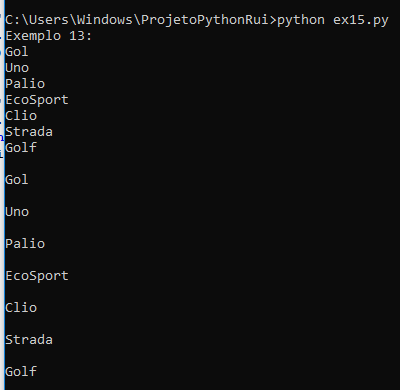 C:\Users\Windows\ProjetoPythonRui>python ex15.py
Exemplo 13:
Gol
Uno
Palio
EcoSport
Clio
Strada
Golf
Gol
Uno
Palio
EcoSport
Clio
Strada
Golf